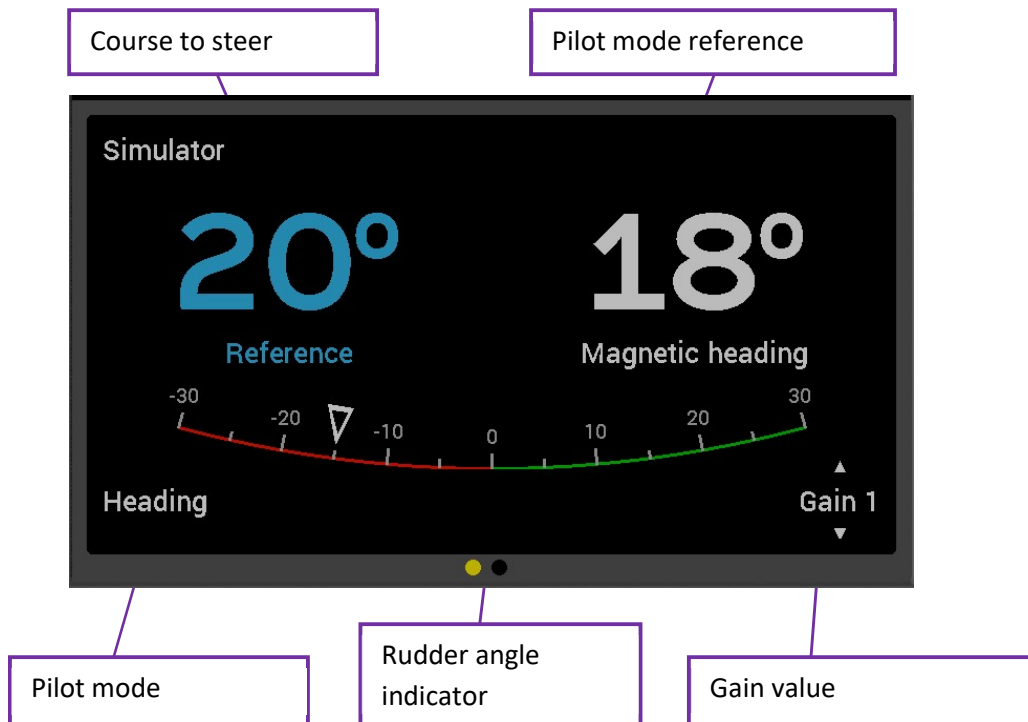 Course to steer
Pilot mode reference
Simulator
20°
18°
Reference
Magnetic heading
-30
-20
-10
0
10
20
30
Heading
Gain 1
Pilot mode
Rudder angle
indicator
Gain value